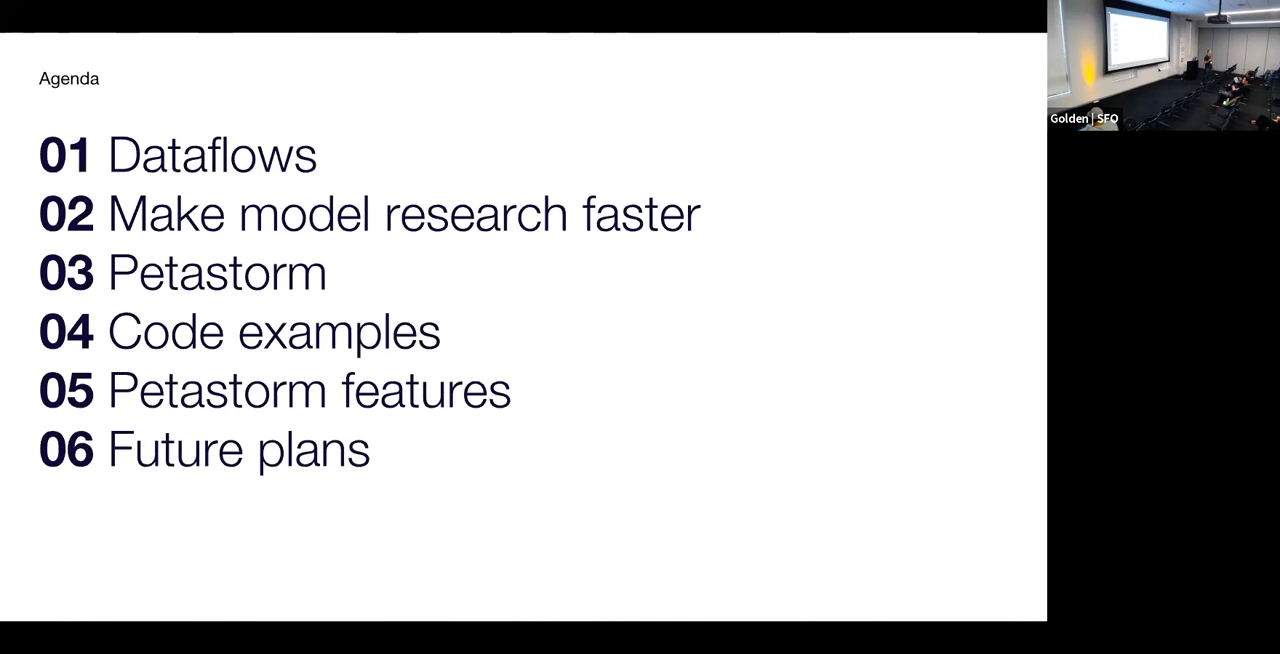 Agenda
01 Dataflows
02 Make model research faster
03 Petastorm
04 Code examples
05 Petastorm features
06 Future plans
Golden | SFO